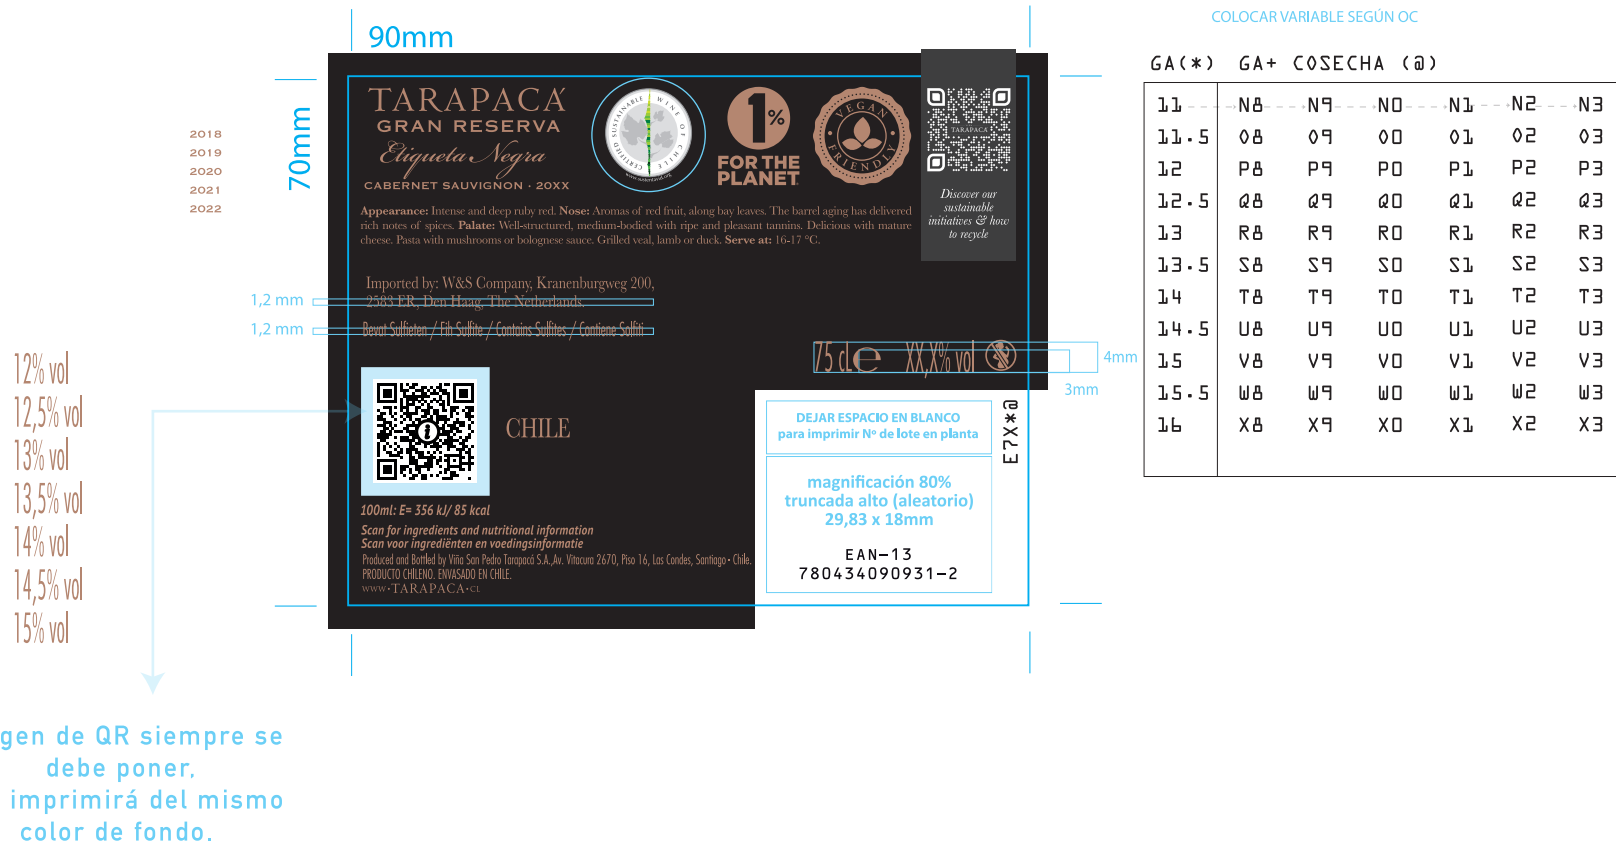 COLOCAR VARIABLE SEGÚN OC
GA(*) GA+ COSECHA (@)
11 N8 N9 N0 N1 N2 N3
11.5 O8 O9 O0 O1 O2 O3
12 P8 P9 P0 P1 P2 P3
12.5 Q8 Q9 Q0 Q1 Q2 Q3
13 R8 R9 R0 R1 R2 R3
13.5 S8 S9 S0 S1 S2 S3
14 T8 T9 T0 T1 T2 T3
14.5 U8 U9 U0 U1 U2 U3
15 V8 V9 V0 V1 V2 V3
15.5 W8 W9 W0 W1 W2 W3
16 X8 X9 X0 X1 X2 X3
90mm
70mm
2018
2019
2020
2021
2022
TARAPACÁ
GRAN RESERVA
Etiqueta Negra
CABERNET SAUVIGNON · 20XX
CERTIFIED SUSTAINABLE WINE OF CHILE
www.sustentavid.org
1%
FOR THE
PLANET
VEGAN
FRIENDLY
TARAPACÁ
Discover our
sustainable
initiatives & how
to recycle
Appearance: Intense and deep ruby red. Nose: Aromas of red fruit, along bay leaves. The barrel aging has delivered
rich notes of spices. Palate: Well-structured, medium-bodied with ripe and pleasant tannins. Delicious with mature
cheese. Pasta with mushrooms or bolognese sauce. Grilled veal, lamb or duck. Serve at: 16-17 °C.
Imported by: W&S Company, Kranenburgweg 200,
2583 ER, Den Haag, The Netherlands.
1,2 mm
Bevat Sulfieten / Eih Sulfite / Contains Sulfites / Contiene Solfiti
1,2 mm
75 cl e XX,X% vol
4mm
3mm
12% vol
12,5% vol
13% vol
13,5% vol
14% vol
14,5% vol
15% vol
CHILE
100ml: E= 356 kJ/ 85 kcal
Scan for ingredients and nutritional information
Scan voor ingrediënten en voedingsinformatie
Produced and Bottled by Viña San Pedro Tarapacá S.A.,Av. Vitacura 2670, Piso 16, Las Condes, Santiago · Chile.
PRODUCTO CHILENO. ENVASADO EN CHILE.
WWW·TARAPACA·CL
DEJAR ESPACIO EN BLANCO
para imprimir Nº de lote en planta
E7X*@
magnificación 80%
truncada alto (aleatorio)
29,83 x 18mm
EAN-13
780434090931-2
gen de QR siempre se
debe poner,
imprimirá del mismo
color de fondo.